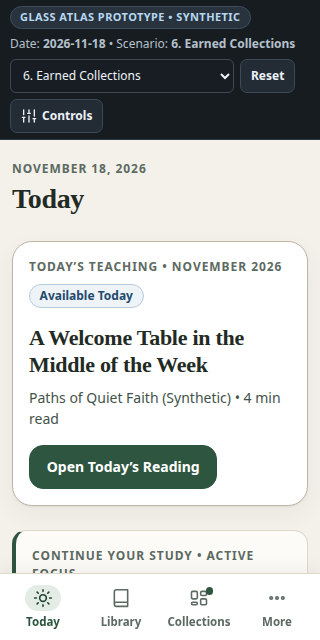 GLASS ATLAS PROTOTYPE • SYNTHETIC
Date: 2026-11-18 • Scenario: 6. Earned Collections
6. Earned Collections
Reset
Controls
NOVEMBER 18, 2026
Today
TODAY’S TEACHING • NOVEMBER 2026
Available Today
A Welcome Table in the
Middle of the Week
Paths of Quiet Faith (Synthetic) • 4 min
read
Open Today’s Reading
CONTINUE YOUR STUDY • ACTIVE
FOCUS
Today
Library
Collections
More